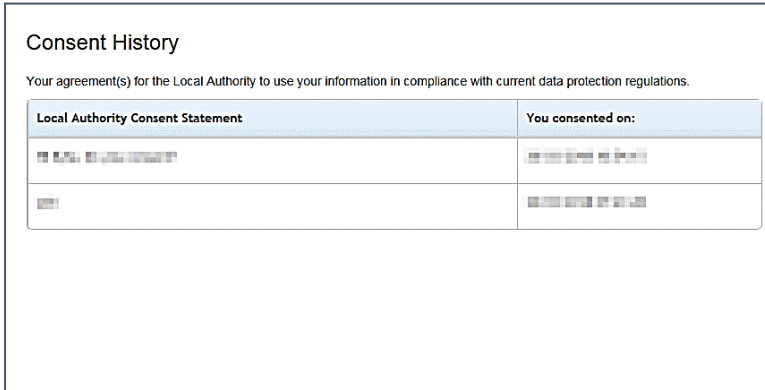 Consent History
Your agreement(s) for the Local Authority to use your information in compliance with current data protection regulations.
Local Authority Consent Statement
You consented on: